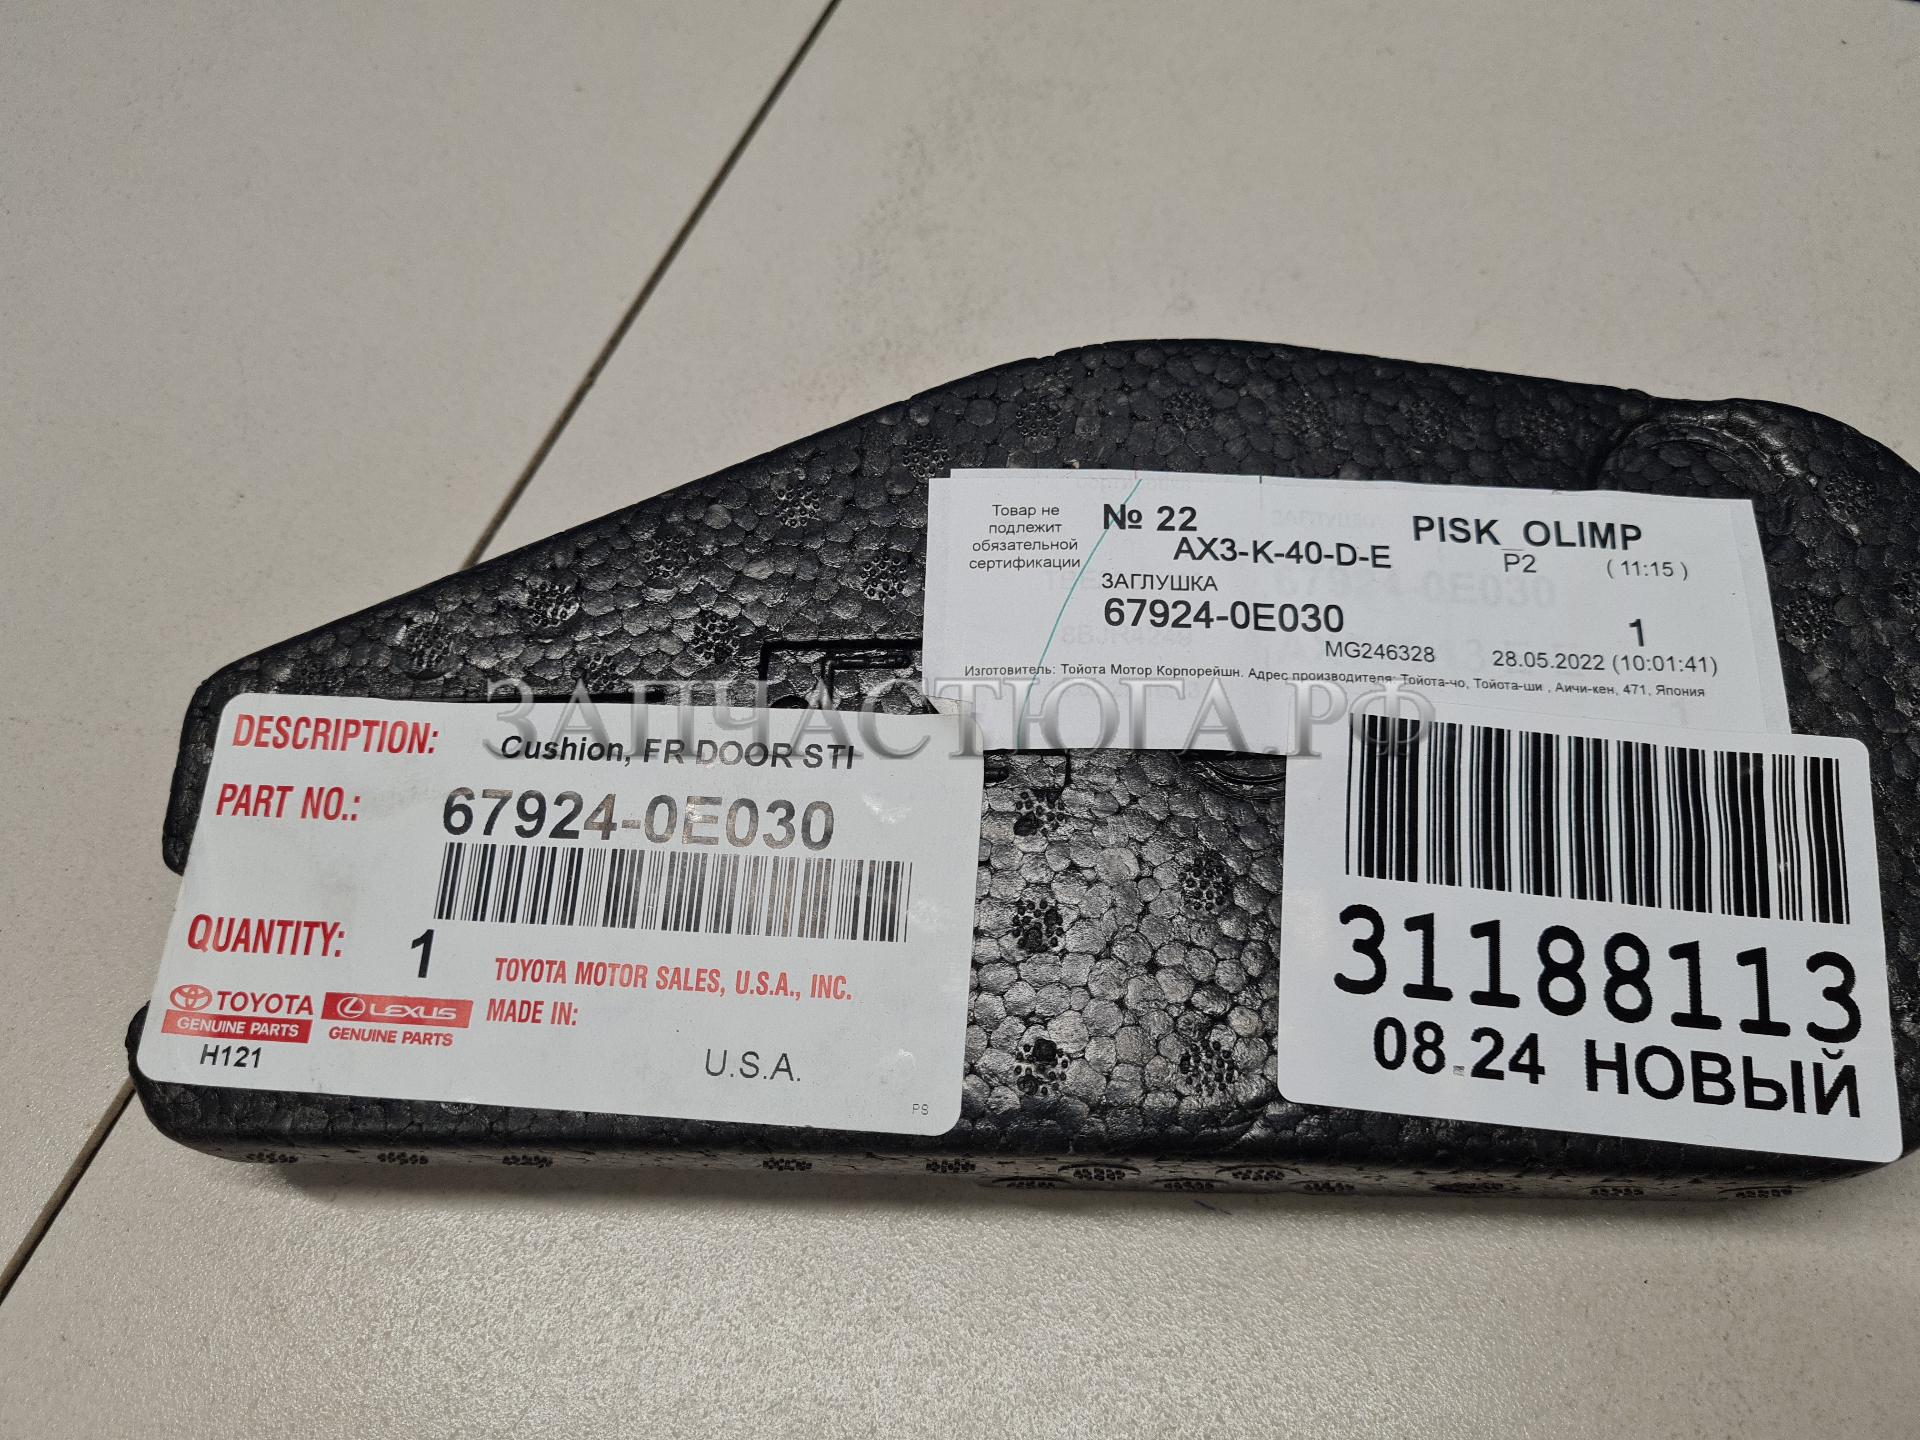 Товар не
подлежит
обязательной
сертификации
№ 22
AX3-K-40-D-E
PISK_OLIMP
P2
( 11:15 )
ЗАГЛУШКА
67924-0E030
1
MG246328
28.05.2022 (10:01:41)
Изготовитель: Тойота Мотор Корпорейшн. Адрес производителя: Тойота-чо, Тойота-ши , Аичи-кен, 471, Япония
ЗАПЧАСТЮГА.РФ
DESCRIPTION: Cushion, FR DOOR STI
PART NO.: 67924-0E030
QUANTITY: 1
TOYOTA MOTOR SALES, U.S.A., INC.
MADE IN:
U.S.A.
TOYOTA
GENUINE PARTS
LEXUS
GENUINE PARTS
H121
PS
31188113
08.24 НОВЫЙ